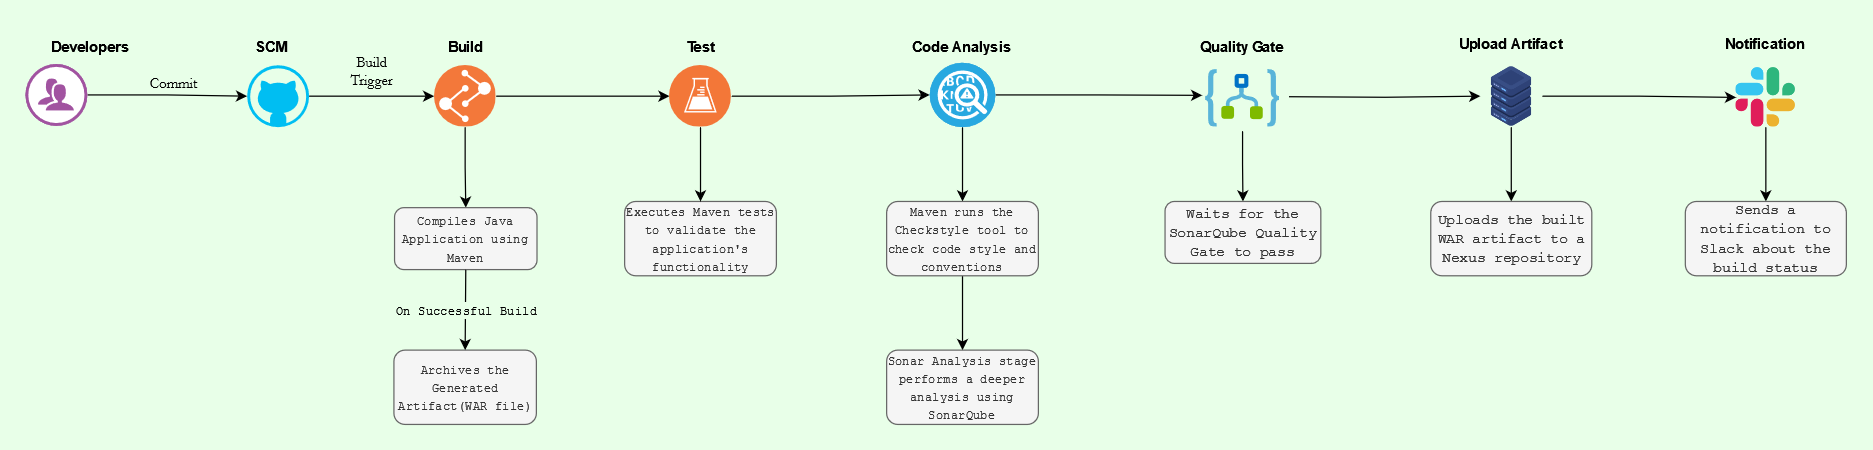 Developers
SCM
Build
Test
Code Analysis
Quality Gate
Upload Artifact
Notification
Commit
Build
Trigger
Compiles Java
Application using
Maven
On Successful Build
Archives the
Generated
Artifact(WAR file)
Executes Maven tests
to validate the
application's
functionality
Maven runs the
Checkstyle tool to
check code style and
conventions
Sonar Analysis stage
performs a deeper
analysis using
SonarQube
Waits for the
SonarQube Quality
Gate to pass
Uploads the built
WAR artifact to a
Nexus repository
Sends a
notification to
Slack about the
build status